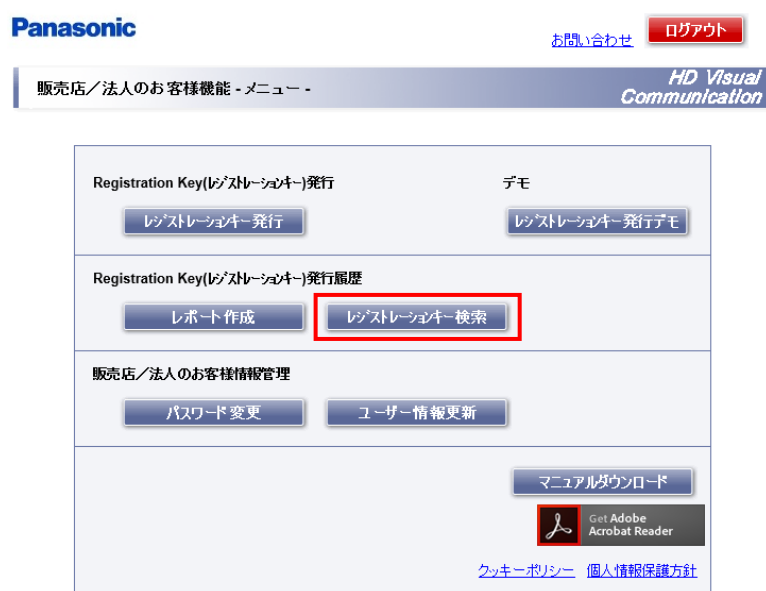 Panasonic
お問い合わせ
ログアウト
販売店／法人のお客様機能 - メニュー -
HD Visual
Communication
Registration Key(ﾚｼﾞｽﾄﾚｰｼｮﾝｷｰ)発行
デモ
ﾚｼﾞｽﾄﾚｰｼｮﾝｷｰ発行
ﾚｼﾞｽﾄﾚｰｼｮﾝｷｰ発行デモ
Registration Key(ﾚｼﾞｽﾄﾚｰｼｮﾝｷｰ)発行履歴
レポート作成
ﾚｼﾞｽﾄﾚｰｼｮﾝｷｰ検索
販売店／法人のお客様情報管理
パスワード変更
ユーザー情報更新
マニュアルダウンロード
Get Adobe
Acrobat Reader
クッキーポリシー
個人情報保護方針